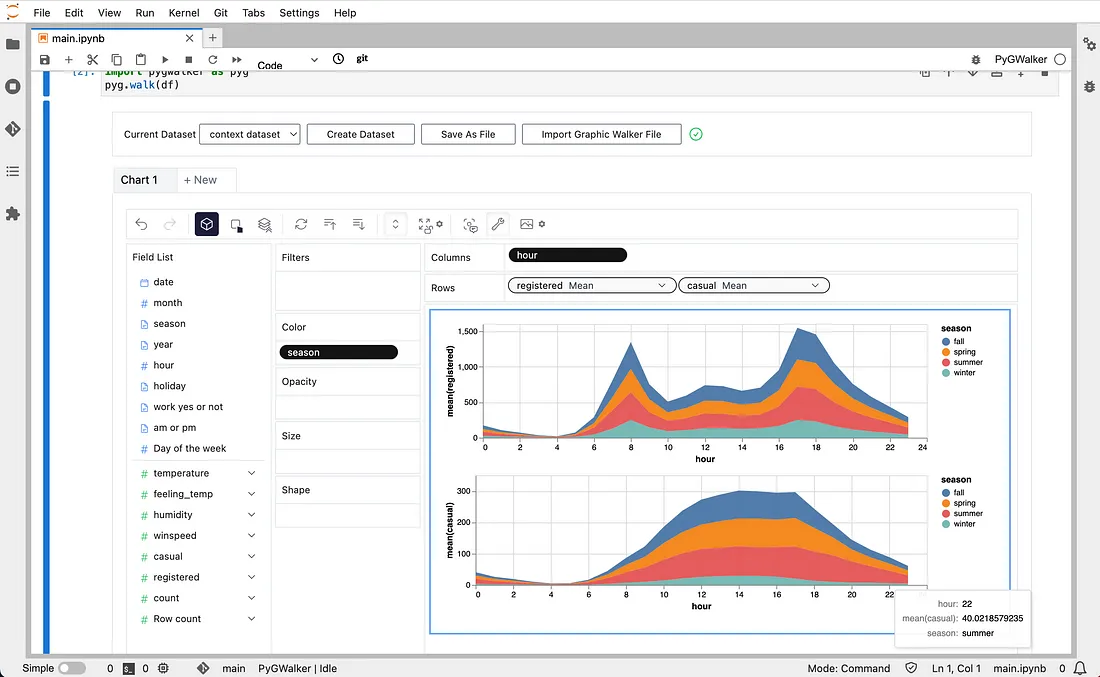 File Edit View Run Kernel Git Tabs Settings Help
main.ipynb
Code git PyGWalker
[2]: import pygwalker as pyg
pyg.walk(df)
Current Dataset context dataset Create Dataset Save As File Import Graphic Walker File
Chart 1 + New
Field List
date
# month
season
year
# hour
holiday
work yes or not
am or pm
# Day of the week
# temperature
# feeling_temp
# humidity
# winspeed
# casual
# registered
# count
# Row count
Filters
Color
season
Opacity
Size
Shape
Columns hour
Rows registered Mean casual Mean
mean(registered)
1,500
1,000
500
0
0 2 4 6 8 10 12 14 16 18 20 22 24
hour
season
fall
spring
summer
winter
mean(casual)
300
200
100
0
0 2 4 6 8 10 12 14 16 18 20 22
hour
season
fall
spring
summer
winter
hour: 22
mean(casual): 40.0218579235
season: summer
Simple 0 $_ 0 main PyGWalker | Idle Mode: Command Ln 1, Col 1 main.ipynb 0